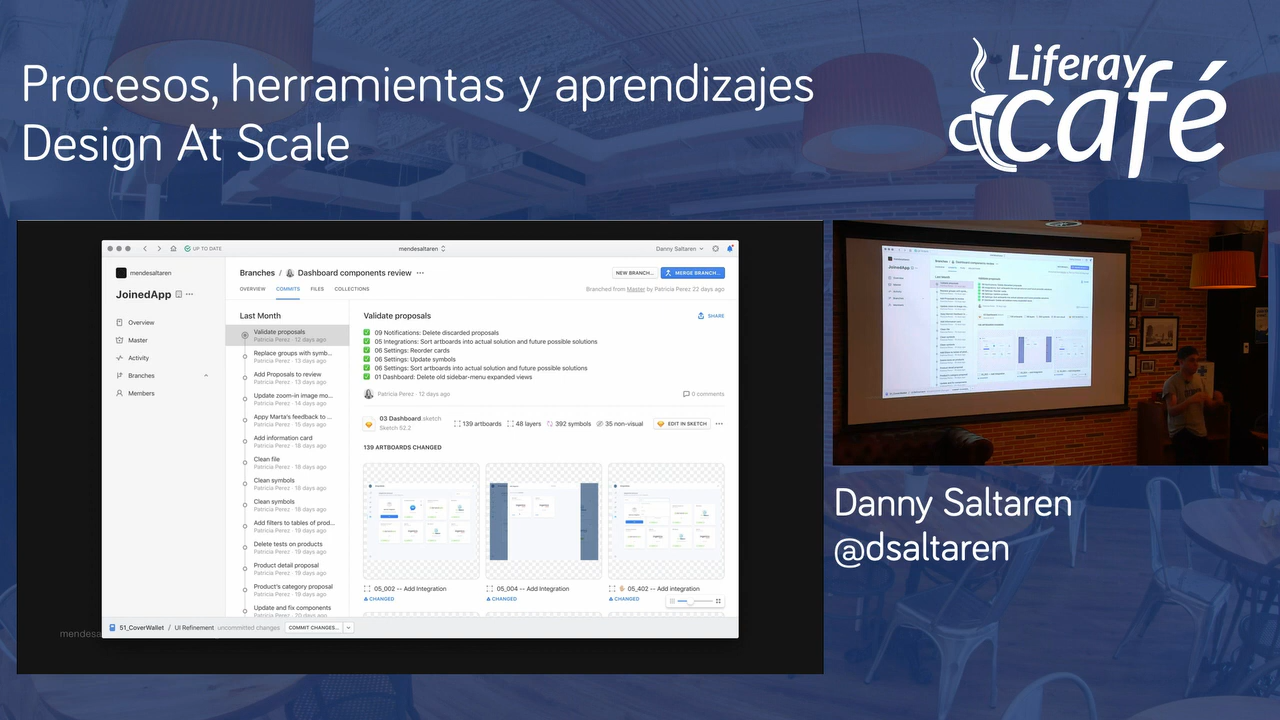 Procesos, herramientas y aprendizajes
Design At Scale
Liferay
café
UP TO DATE
mendesaltaren
Danny Saltaren
mendesaltaren
JoinedApp
Overview
Master
Activity
Branches
Members
Branches / Dashboard components review
NEW BRANCH...
MERGE BRANCH...
OVERVIEW COMMITS FILES COLLECTIONS
Branched from Master by Patricia Perez 23 days ago
Last Month
Validate proposals
Patricia Perez · 12 days ago
Replace groups with symb...
Patricia Perez · 13 days ago
Add Proposals to review
Patricia Perez · 13 days ago
Update zoom-in image mo...
Patricia Perez · 14 days ago
Appy Marta's feedback to ...
Patricia Perez · 15 days ago
Add information card
Patricia Perez · 18 days ago
Clean file
Patricia Perez · 18 days ago
Clean symbols
Patricia Perez · 18 days ago
Clean symbols
Patricia Perez · 18 days ago
Add filters to tables of prod...
Patricia Perez · 19 days ago
Delete tests on products
Patricia Perez · 19 days ago
Product detail proposal
Patricia Perez · 19 days ago
Product's category proposal
Patricia Perez · 19 days ago
Update and fix components
Patricia Perez · 20 days ago
Validate proposals
SHARE
09 Notifications: Delete discarded proposals
05 Integrations: Sort artboards into actual solution and future possible solutions
06 Settings: Reorder cards
06 Settings: Update symbols
06 Settings: Sort artboards into actual solution and future possible solutions
01 Dashboard: Delete old sidebar-menu expanded views
Patricia Perez · 12 days ago
0 comments
03 Dashboard.sketch
Sketch 52.2
139 artboards 48 layers 392 symbols 35 non-visual
EDIT IN SKETCH
139 ARTBOARDS CHANGED
05_002 -- Add Integration
CHANGED
05_004 -- Add Integration
CHANGED
05_402 -- Add integration
CHANGED
51_CoverWallet / UI Refinement uncommitted changes
COMMIT CHANGES...
mendesa
Danny Saltaren
@dsaltaren